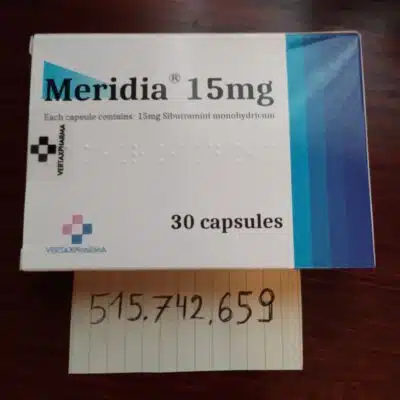 Meridia® 15mg
Each capsule contains: 15mg Sibutramini monohydricum
VERTAXPHARMA
30 capsules
VERTAXPHARMA
515.742.659